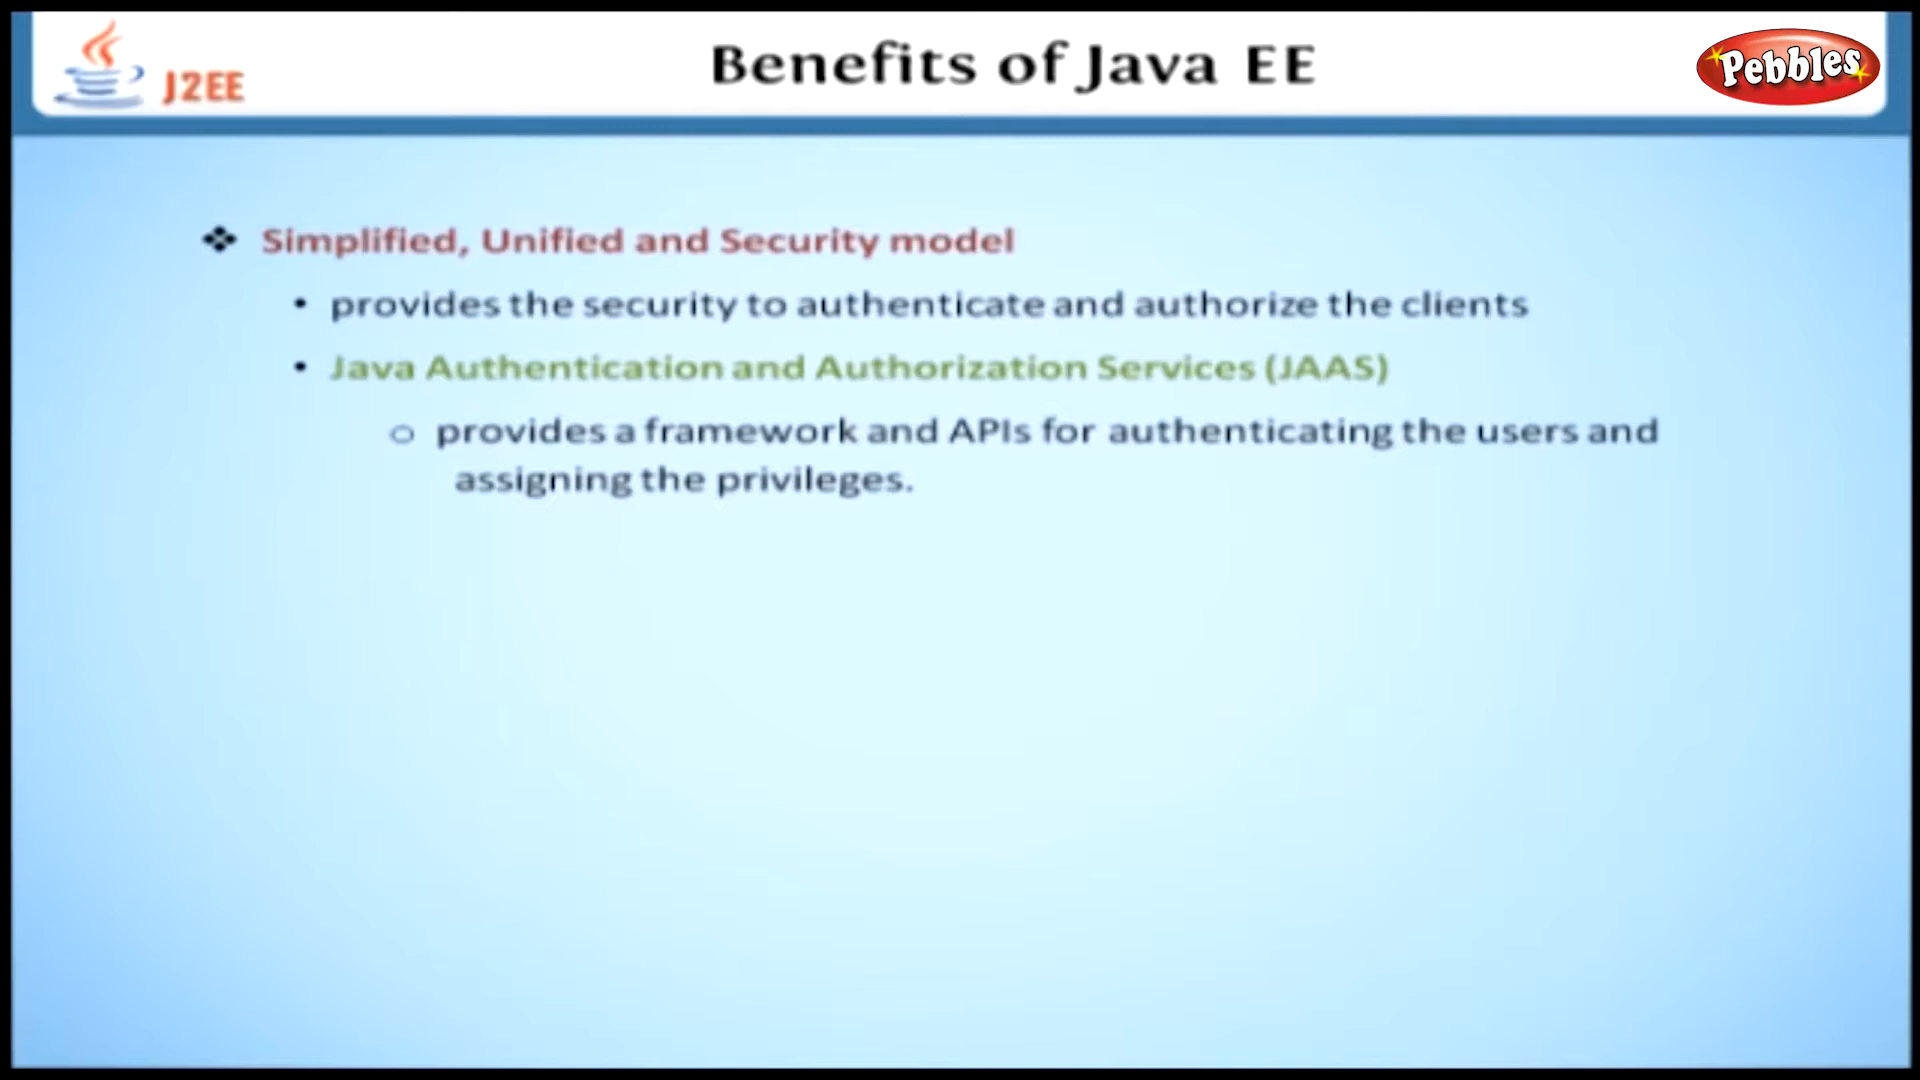 J2EE
Benefits of Java EE
Pebbles
❖ Simplified, Unified and Security model
• provides the security to authenticate and authorize the clients
• Java Authentication and Authorization Services (JAAS)
o provides a framework and APIs for authenticating the users and
assigning the privileges.